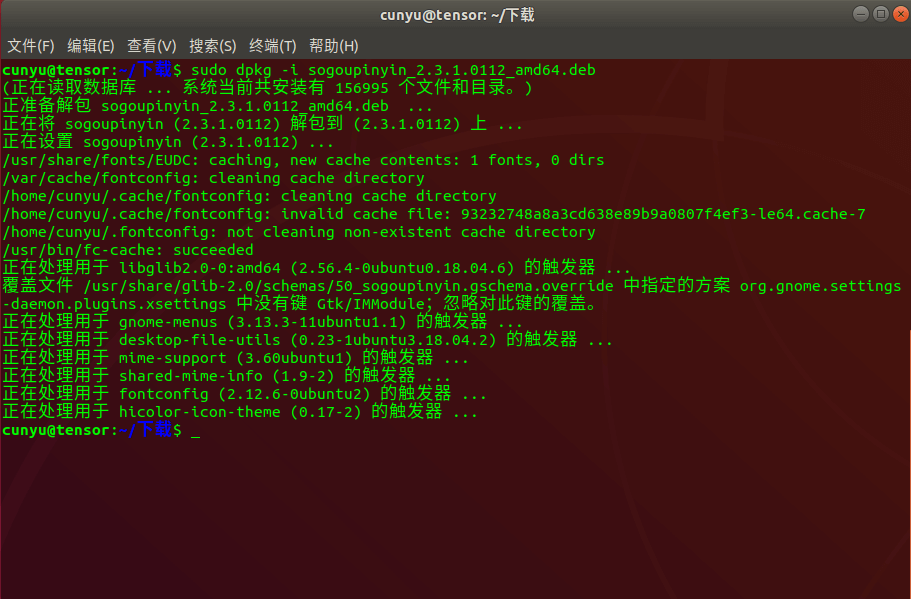 cunyu@tensor: ~/下载
文件(F) 编辑(E) 查看(V) 搜索(S) 终端(T) 帮助(H)
cunyu@tensor:~/下载$ sudo dpkg -i sogoupinyin_2.3.1.0112_amd64.deb
(正在读取数据库 ... 系统当前共安装有 156995 个文件和目录。)
正准备解包 sogoupinyin_2.3.1.0112_amd64.deb  ...
正在将 sogoupinyin (2.3.1.0112) 解包到 (2.3.1.0112) 上 ...
正在设置 sogoupinyin (2.3.1.0112) ...
/usr/share/fonts/EUDC: caching, new cache contents: 1 fonts, 0 dirs
/var/cache/fontconfig: cleaning cache directory
/home/cunyu/.cache/fontconfig: cleaning cache directory
/home/cunyu/.cache/fontconfig: invalid cache file: 93232748a8a3cd638e89b9a0807f4ef3-le64.cache-7
/home/cunyu/.fontconfig: not cleaning non-existent cache directory
/usr/bin/fc-cache: succeeded
正在处理用于 libglib2.0-0:amd64 (2.56.4-0ubuntu0.18.04.6) 的触发器 ...
覆盖文件 /usr/share/glib-2.0/schemas/50_sogoupinyin.gschema.override 中指定的方案 org.gnome.settings
-daemon.plugins.xsettings 中没有键 Gtk/IMModule；忽略对此键的覆盖。
正在处理用于 gnome-menus (3.13.3-11ubuntu1.1) 的触发器 ...
正在处理用于 desktop-file-utils (0.23-1ubuntu3.18.04.2) 的触发器 ...
正在处理用于 mime-support (3.60ubuntu1) 的触发器 ...
正在处理用于 shared-mime-info (1.9-2) 的触发器 ...
正在处理用于 fontconfig (2.12.6-0ubuntu2) 的触发器 ...
正在处理用于 hicolor-icon-theme (0.17-2) 的触发器 ...
cunyu@tensor:~/下载$ _